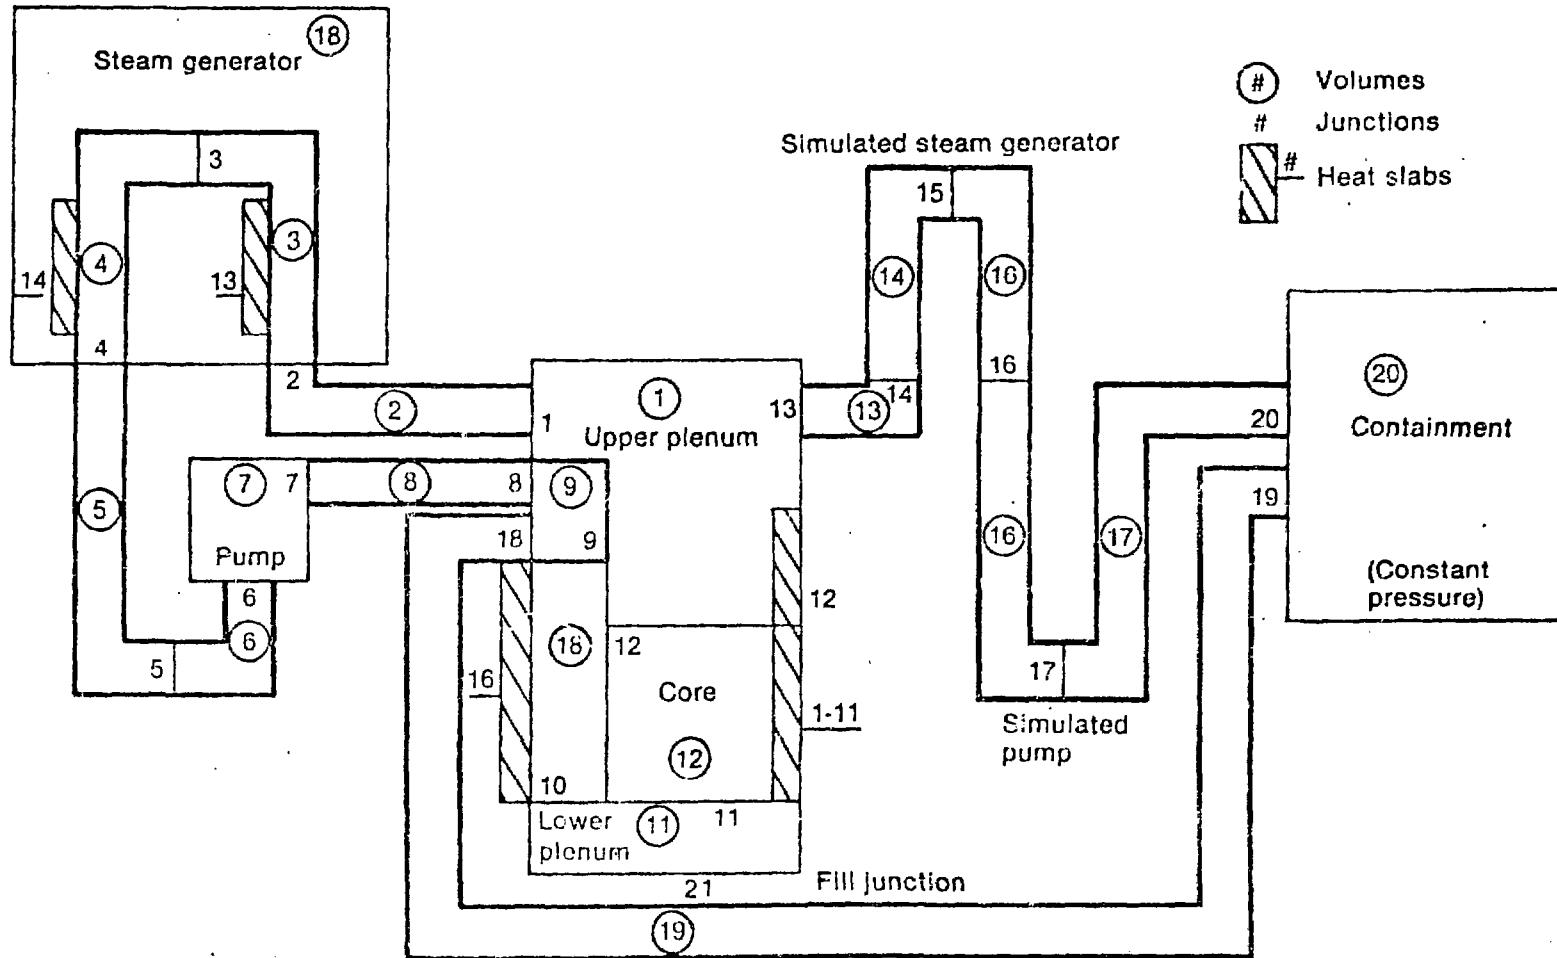 18
Steam generator
3
4
3
14
13
4
2
2
1
5
7
7
8
8
Pump
6
6
5
1
Upper plenum
13
9
18
9
18
12
12
16
Core
1-11
12
10
Lower
plenum
11
11
21
Fill junction
19
Simulated steam generator
15
14
16
14
16
13
16
17
17
Simulated
pump
# Volumes
# Junctions
# Heat slabs
20
20
Containment
19
(Constant
pressure)